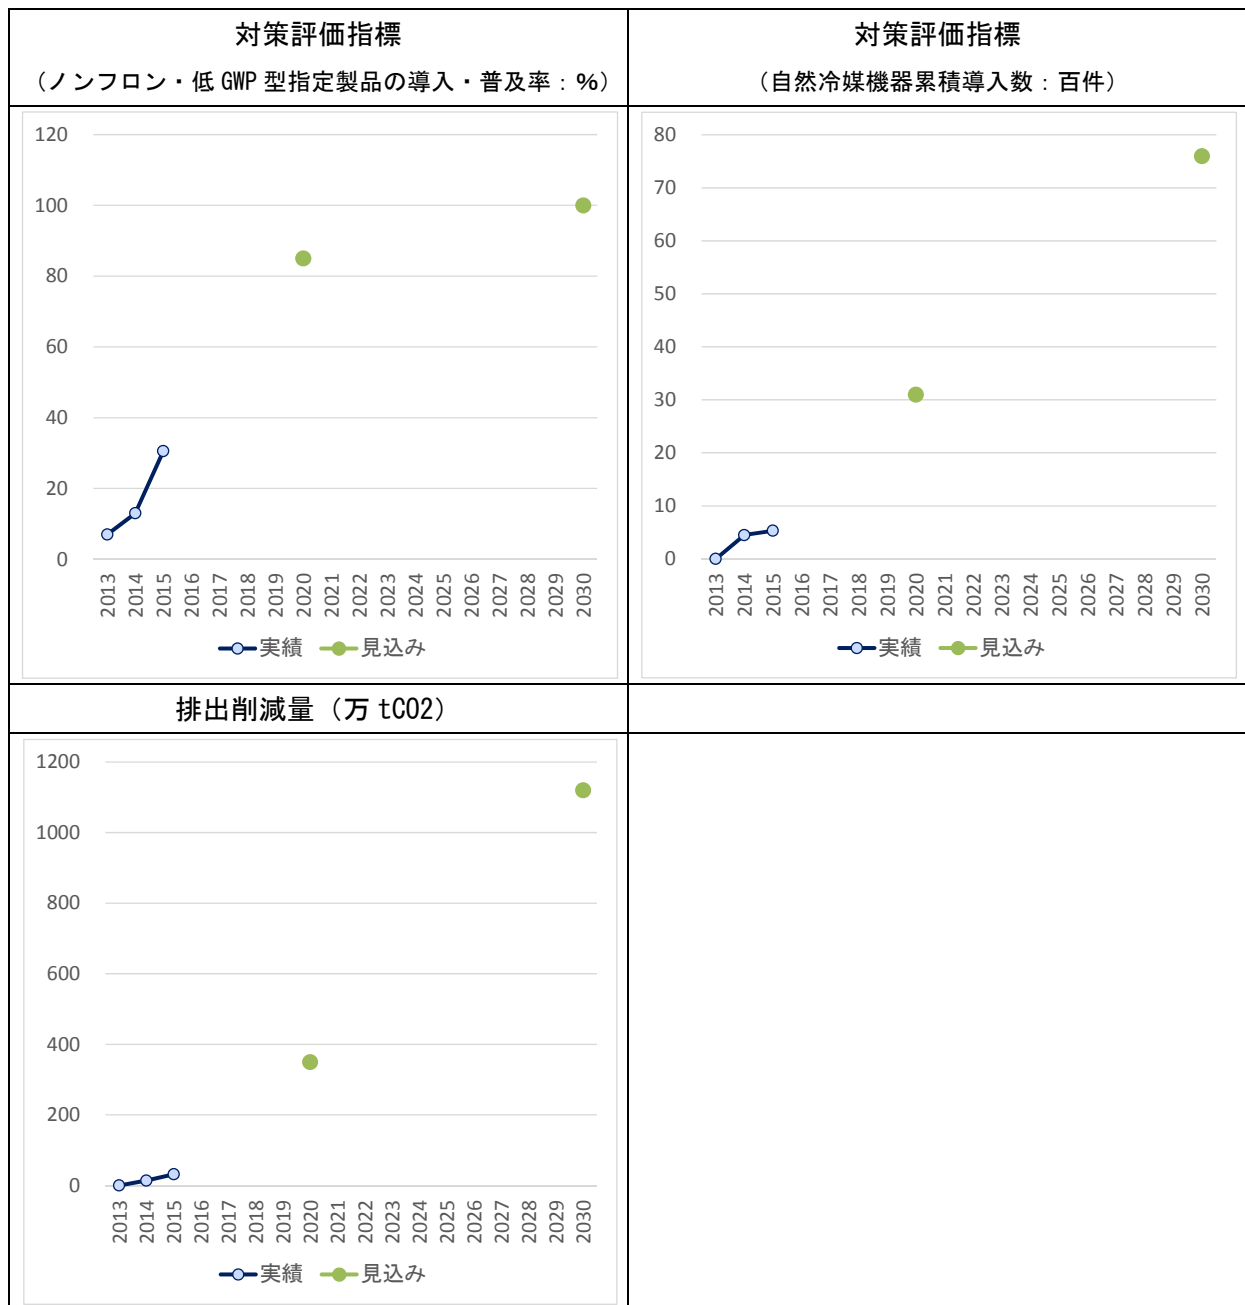 対策評価指標
（ノンフロン・低 GWP 型指定製品の導入・普及率：%）
120
100
80
60
40
20
0
2013 2014 2015 2016 2017 2018 2019 2020 2021 2022 2023 2024 2025 2026 2027 2028 2029 2030
実績 見込み
対策評価指標
（自然冷媒機器累積導入数：百件）
80
70
60
50
40
30
20
10
0
2013 2014 2015 2016 2017 2018 2019 2020 2021 2022 2023 2024 2025 2026 2027 2028 2029 2030
実績 見込み
排出削減量（万 tCO2）
1200
1000
800
600
400
200
0
2013 2014 2015 2016 2017 2018 2019 2020 2021 2022 2023 2024 2025 2026 2027 2028 2029 2030
実績 見込み